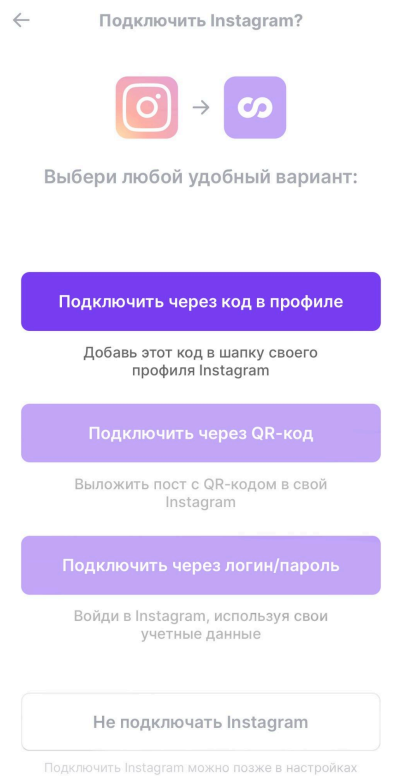 Подключить Instagram?
Выбери любой удобный вариант:
Подключить через код в профиле
Добавь этот код в шапку своего
профиля Instagram
Подключить через QR-код
Выложить пост с QR-кодом в свой
Instagram
Подключить через логин/пароль
Войди в Instagram, используя свои
учетные данные
Не подключать Instagram
Подключить Instagram можно позже в настройках